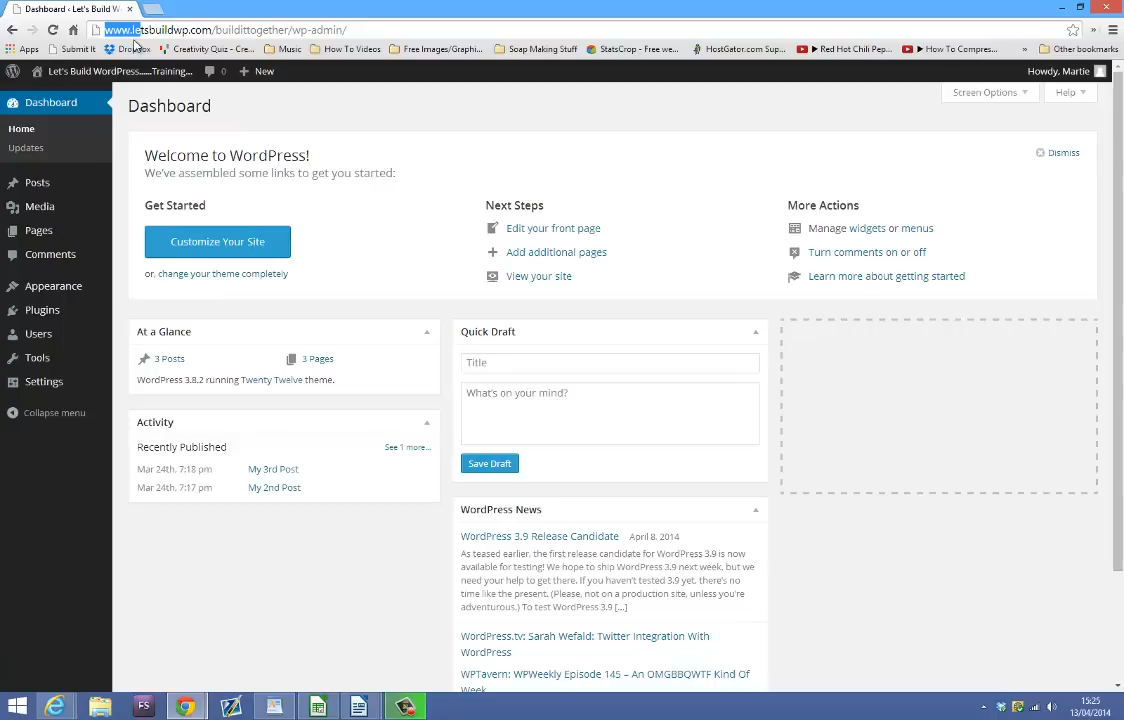 Dashboard ‹ Let's Build W
www.letsbuildwp.com/buildittogether/wp-admin/
Apps
Submit It
Dropbox
Creativity Quiz - Cre...
Music
How To Videos
Free Images/Graphi...
Soap Making Stuff
StatsCrop - Free we...
HostGator.com Sup...
Red Hot Chili Pep...
How To Compres...
Other bookmarks
Let's Build WordPress......Training...
0
New
Howdy, Martie
Dashboard
Home
Updates
Posts
Media
Pages
Comments
Appearance
Plugins
Users
Tools
Settings
Collapse menu
Dashboard
Screen Options
Help
Welcome to WordPress!
We've assembled some links to get you started:
Dismiss
Get Started
Customize Your Site
or, change your theme completely
Next Steps
Edit your front page
Add additional pages
View your site
More Actions
Manage widgets or menus
Turn comments on or off
Learn more about getting started
At a Glance
3 Posts
3 Pages
WordPress 3.8.2 running Twenty Twelve theme.
Activity
Recently Published
See 1 more...
Mar 24th, 7:18 pm My 3rd Post
Mar 24th, 7:17 pm My 2nd Post
Quick Draft
Title
What's on your mind?
Save Draft
WordPress News
WordPress 3.9 Release Candidate April 8, 2014
As teased earlier, the first release candidate for WordPress 3.9 is now
available for testing! We hope to ship WordPress 3.9 next week, but we
need your help to get there. If you haven't tested 3.9 yet, there's no
time like the present. (Please, not on a production site, unless you're
adventurous.) To test WordPress 3.9 [...]
WordPress.tv: Sarah Wefald: Twitter Integration With
WordPress
WPTavern: WPWeekly Episode 145 – An OMGBBQWTF Kind Of
Week
FS
15:25
13/04/2014